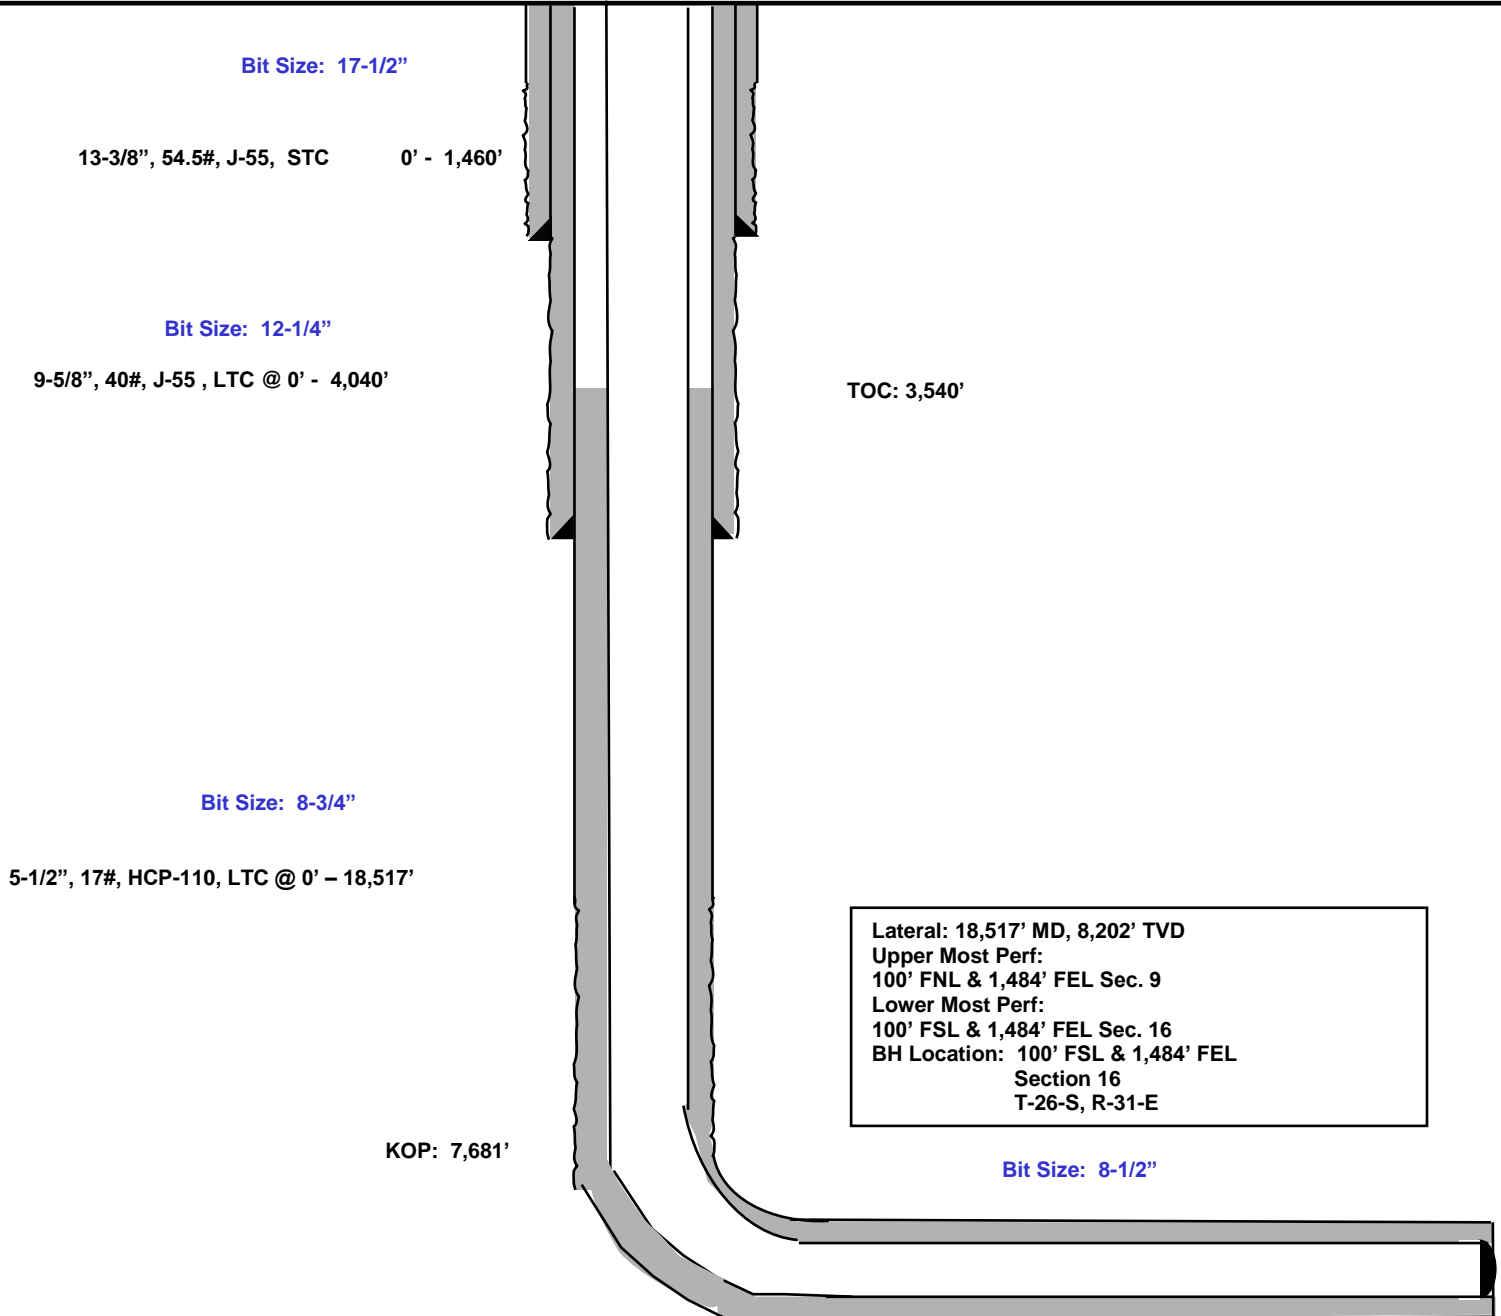 Bit Size:  17-1/2”
13-3/8”, 54.5#, J-55,  STC 0’ -  1,460’
Bit Size:  12-1/4”
9-5/8”, 40#, J-55 , LTC @ 0’ -  4,040’
TOC: 3,540’
Bit Size:  8-3/4”
5-1/2”, 17#, HCP-110, LTC @ 0’ – 18,517’
Lateral: 18,517’ MD, 8,202’ TVD
Upper Most Perf:
100’ FNL & 1,484’ FEL Sec. 9
Lower Most Perf:
100’ FSL & 1,484’ FEL Sec. 16
BH Location:  100’ FSL & 1,484’ FEL
Section 16
T-26-S, R-31-E
KOP:  7,681’
Bit Size:  8-1/2”